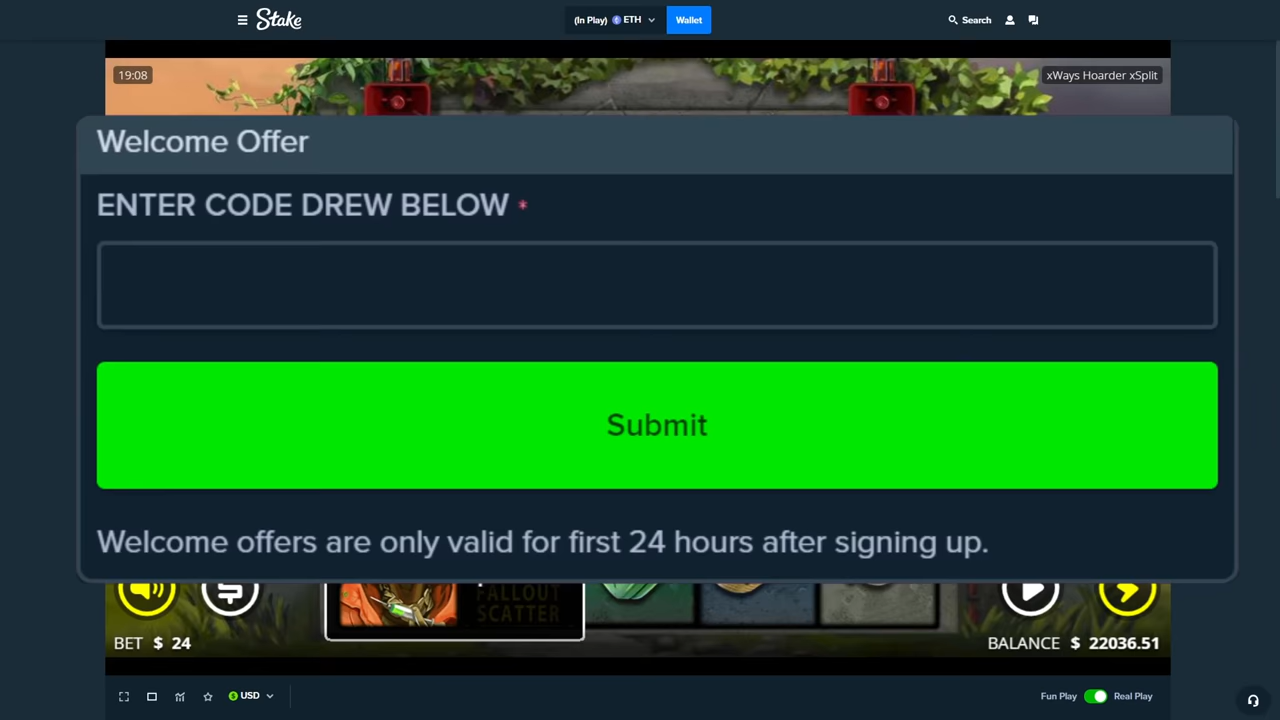 Stake
(In Play) ETH
Wallet
Search
19:08
xWays Hoarder xSplit
Welcome Offer
ENTER CODE DREW BELOW *
Submit
Welcome offers are only valid for first 24 hours after signing up.
FALLOUT
SCATTER
BET $ 24
BALANCE $ 22036.51
USD
Fun Play
Real Play